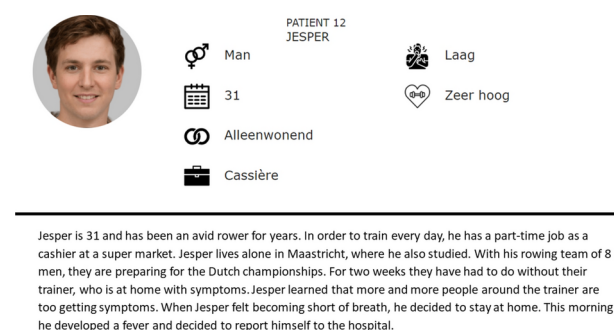 PATIENT 12
JESPER
Man
Laag
31
Zeer hoog
Alleenwonend
Cassière
Jesper is 31 and has been an avid rower for years. In order to train every day, he has a part-time job as a
cashier at a super market. Jesper lives alone in Maastricht, where he also studied. With his rowing team of 8
men, they are preparing for the Dutch championships. For two weeks they have had to do without their
trainer, who is at home with symptoms. Jesper learned that more and more people around the trainer are
too getting symptoms. When Jesper felt becoming short of breath, he decided to stay at home. This morning
he developed a fever and decided to report himself to the hospital.